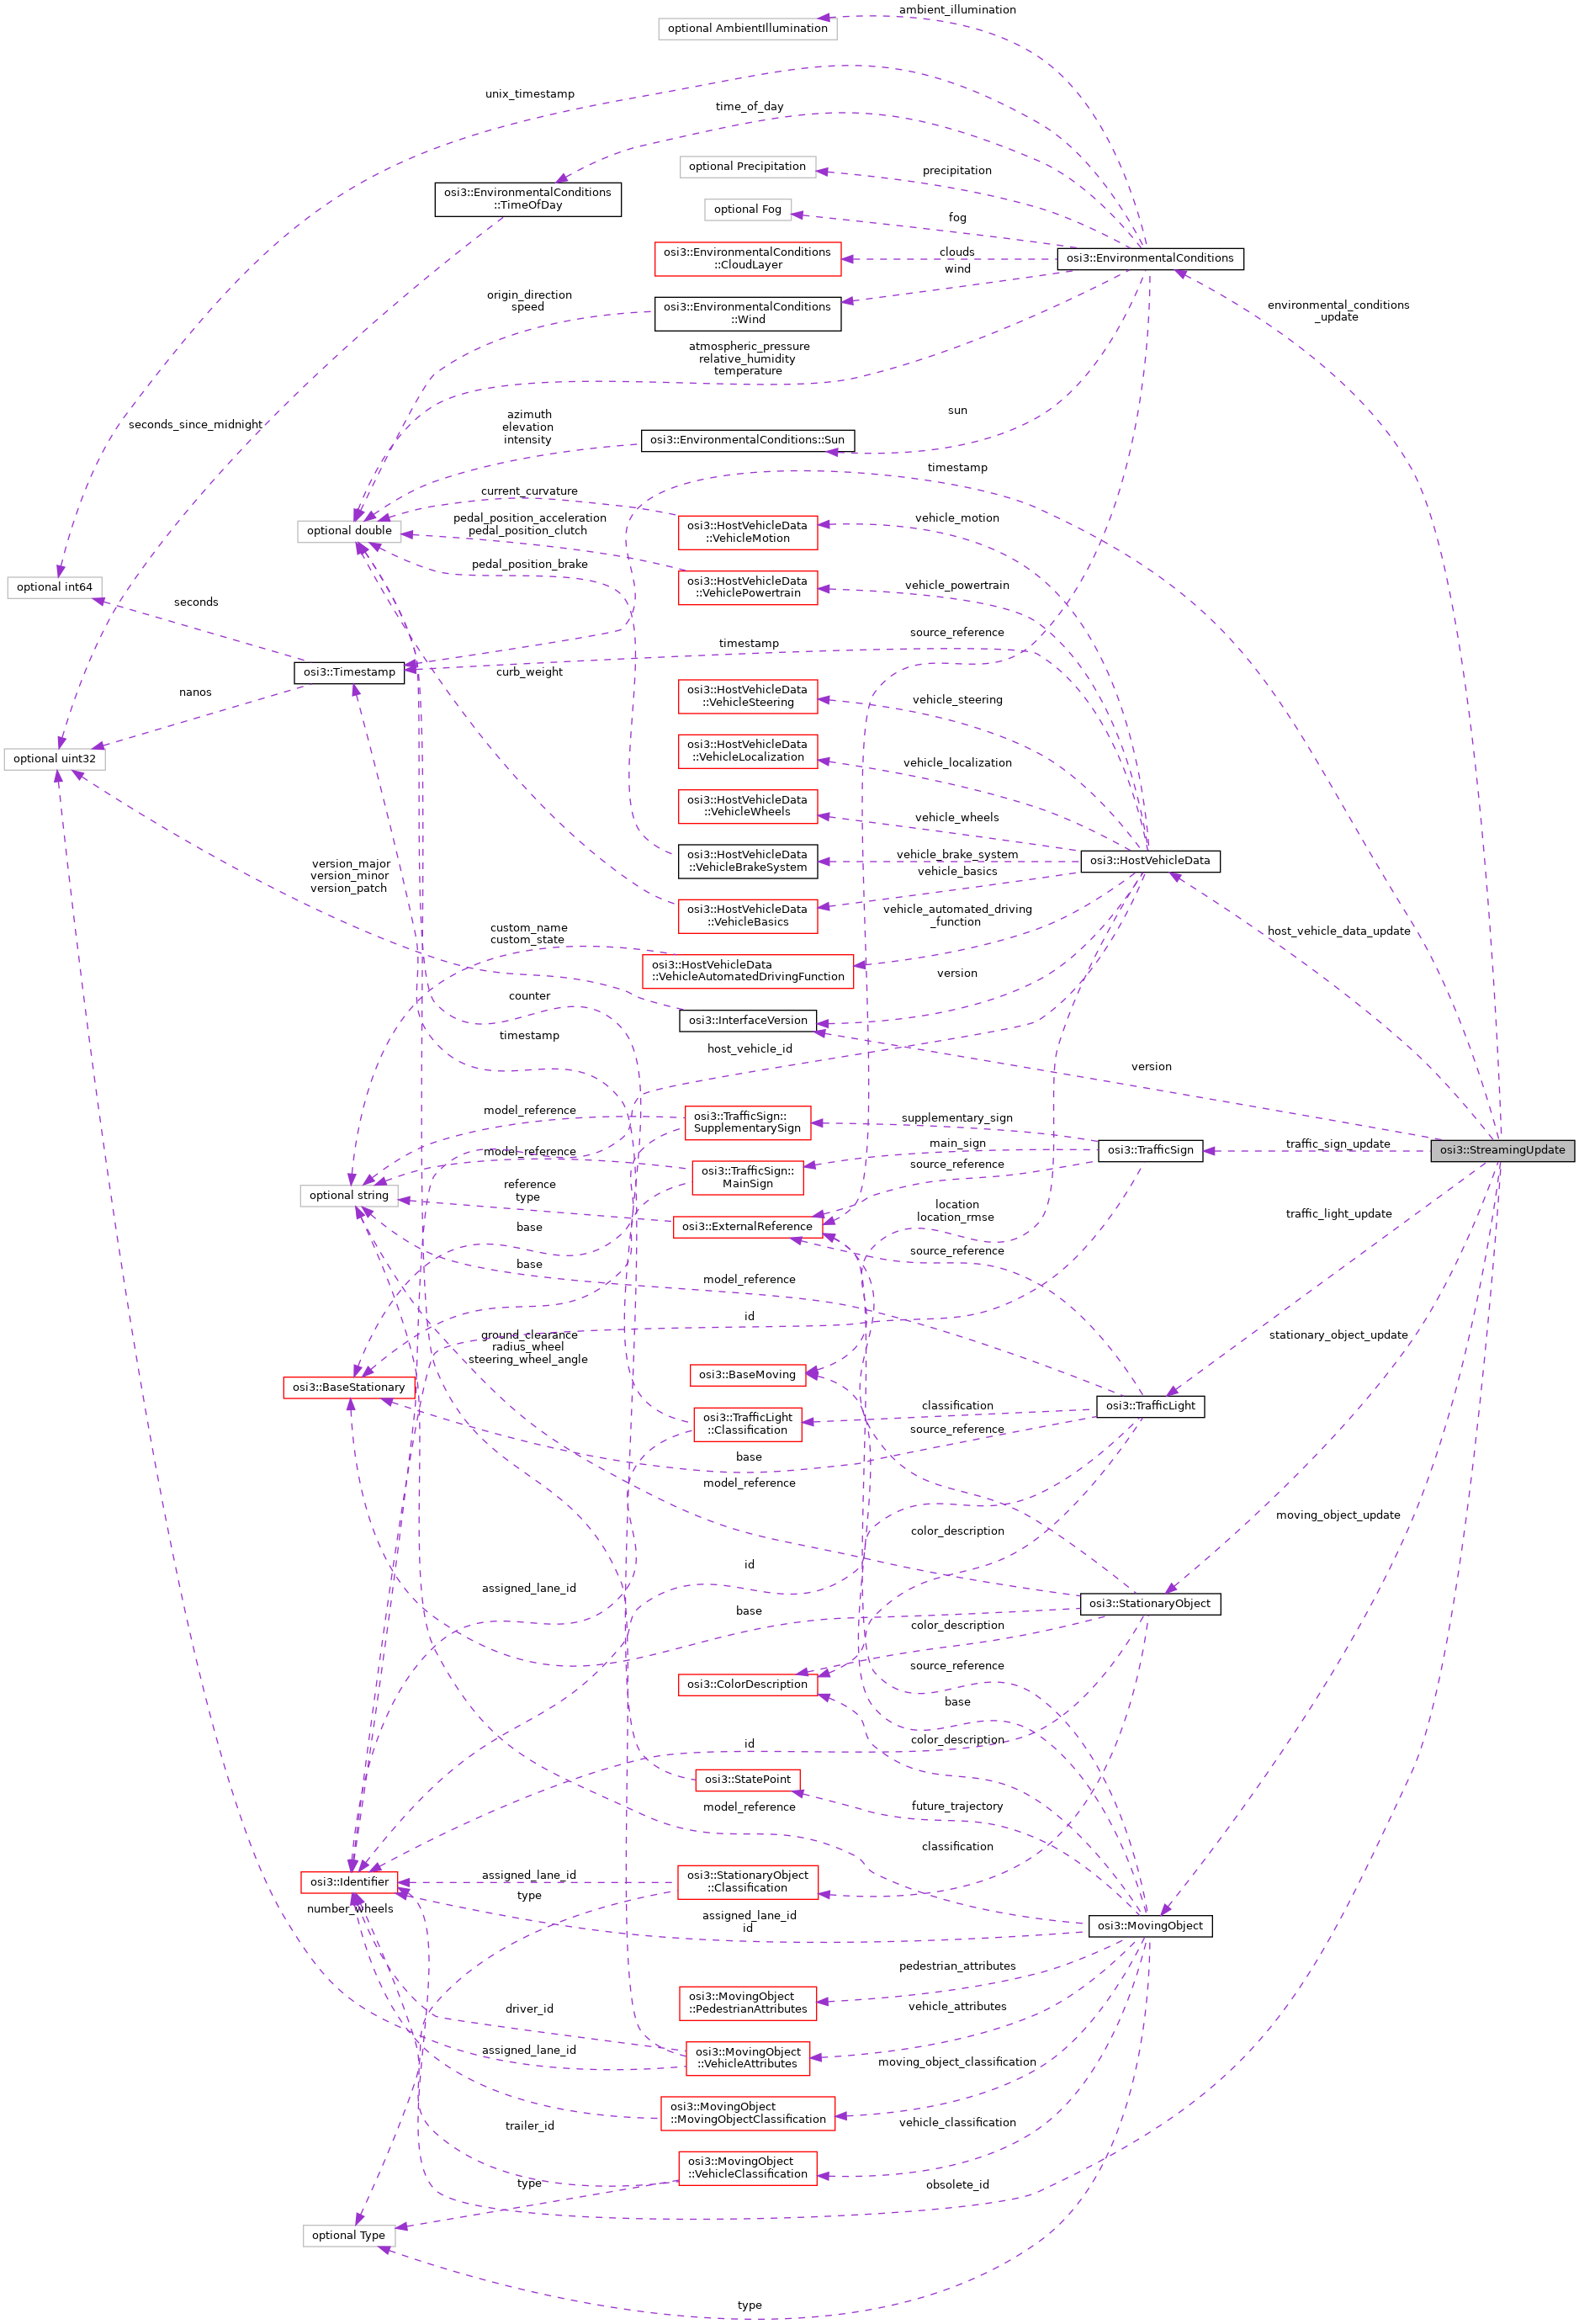 ambient_illumination
optional AmbientIllumination
unix_timestamp
time_of_day
optional Precipitation
precipitation
osi3::EnvironmentalConditions
::TimeOfDay
optional Fog
fog
osi3::EnvironmentalConditions
::CloudLayer
clouds
wind
osi3::EnvironmentalConditions
origin_direction
speed
osi3::EnvironmentalConditions
::Wind
environmental_conditions
_update
atmospheric_pressure
relative_humidity
temperature
seconds_since_midnight
azimuth
elevation
intensity
osi3::EnvironmentalConditions::Sun
sun
timestamp
current_curvature
optional double
pedal_position_acceleration
pedal_position_clutch
osi3::HostVehicleData
::VehicleMotion
vehicle_motion
pedal_position_brake
osi3::HostVehicleData
::VehiclePowertrain
vehicle_powertrain
optional int64
seconds
source_reference
timestamp
osi3::Timestamp
curb_weight
nanos
osi3::HostVehicleData
::VehicleSteering
vehicle_steering
optional uint32
osi3::HostVehicleData
::VehicleLocalization
vehicle_localization
osi3::HostVehicleData
::VehicleWheels
vehicle_wheels
version_major
version_minor
version_patch
osi3::HostVehicleData
::VehicleBrakeSystem
vehicle_brake_system
vehicle_basics
osi3::HostVehicleData
osi3::HostVehicleData
::VehicleBasics
vehicle_automated_driving
_function
host_vehicle_data_update
custom_name
custom_state
osi3::HostVehicleData
::VehicleAutomatedDrivingFunction
version
counter
osi3::InterfaceVersion
timestamp
host_vehicle_id
version
model_reference
osi3::TrafficSign::
SupplementarySign
supplementary_sign
main_sign
osi3::TrafficSign
traffic_sign_update
osi3::StreamingUpdate
model_reference
osi3::TrafficSign::
MainSign
source_reference
optional string
reference
type
location
location_rmse
traffic_light_update
osi3::ExternalReference
base
source_reference
base
model_reference
id
ground_clearance
radius_wheel
steering_wheel_angle
stationary_object_update
osi3::BaseStationary
osi3::BaseMoving
osi3::TrafficLight
::Classification
classification
osi3::TrafficLight
source_reference
base
model_reference
moving_object_update
color_description
id
assigned_lane_id
base
osi3::StationaryObject
color_description
osi3::ColorDescription
source_reference
base
color_description
id
osi3::StatePoint
model_reference
future_trajectory
classification
osi3::Identifier
assigned_lane_id
type
osi3::StationaryObject
::Classification
number_wheels
assigned_lane_id
id
osi3::MovingObject
pedestrian_attributes
osi3::MovingObject
::PedestrianAttributes
driver_id
vehicle_attributes
assigned_lane_id
osi3::MovingObject
::VehicleAttributes
moving_object_classification
osi3::MovingObject
::MovingObjectClassification
trailer_id
vehicle_classification
osi3::MovingObject
::VehicleClassification
type
obsolete_id
optional Type
type